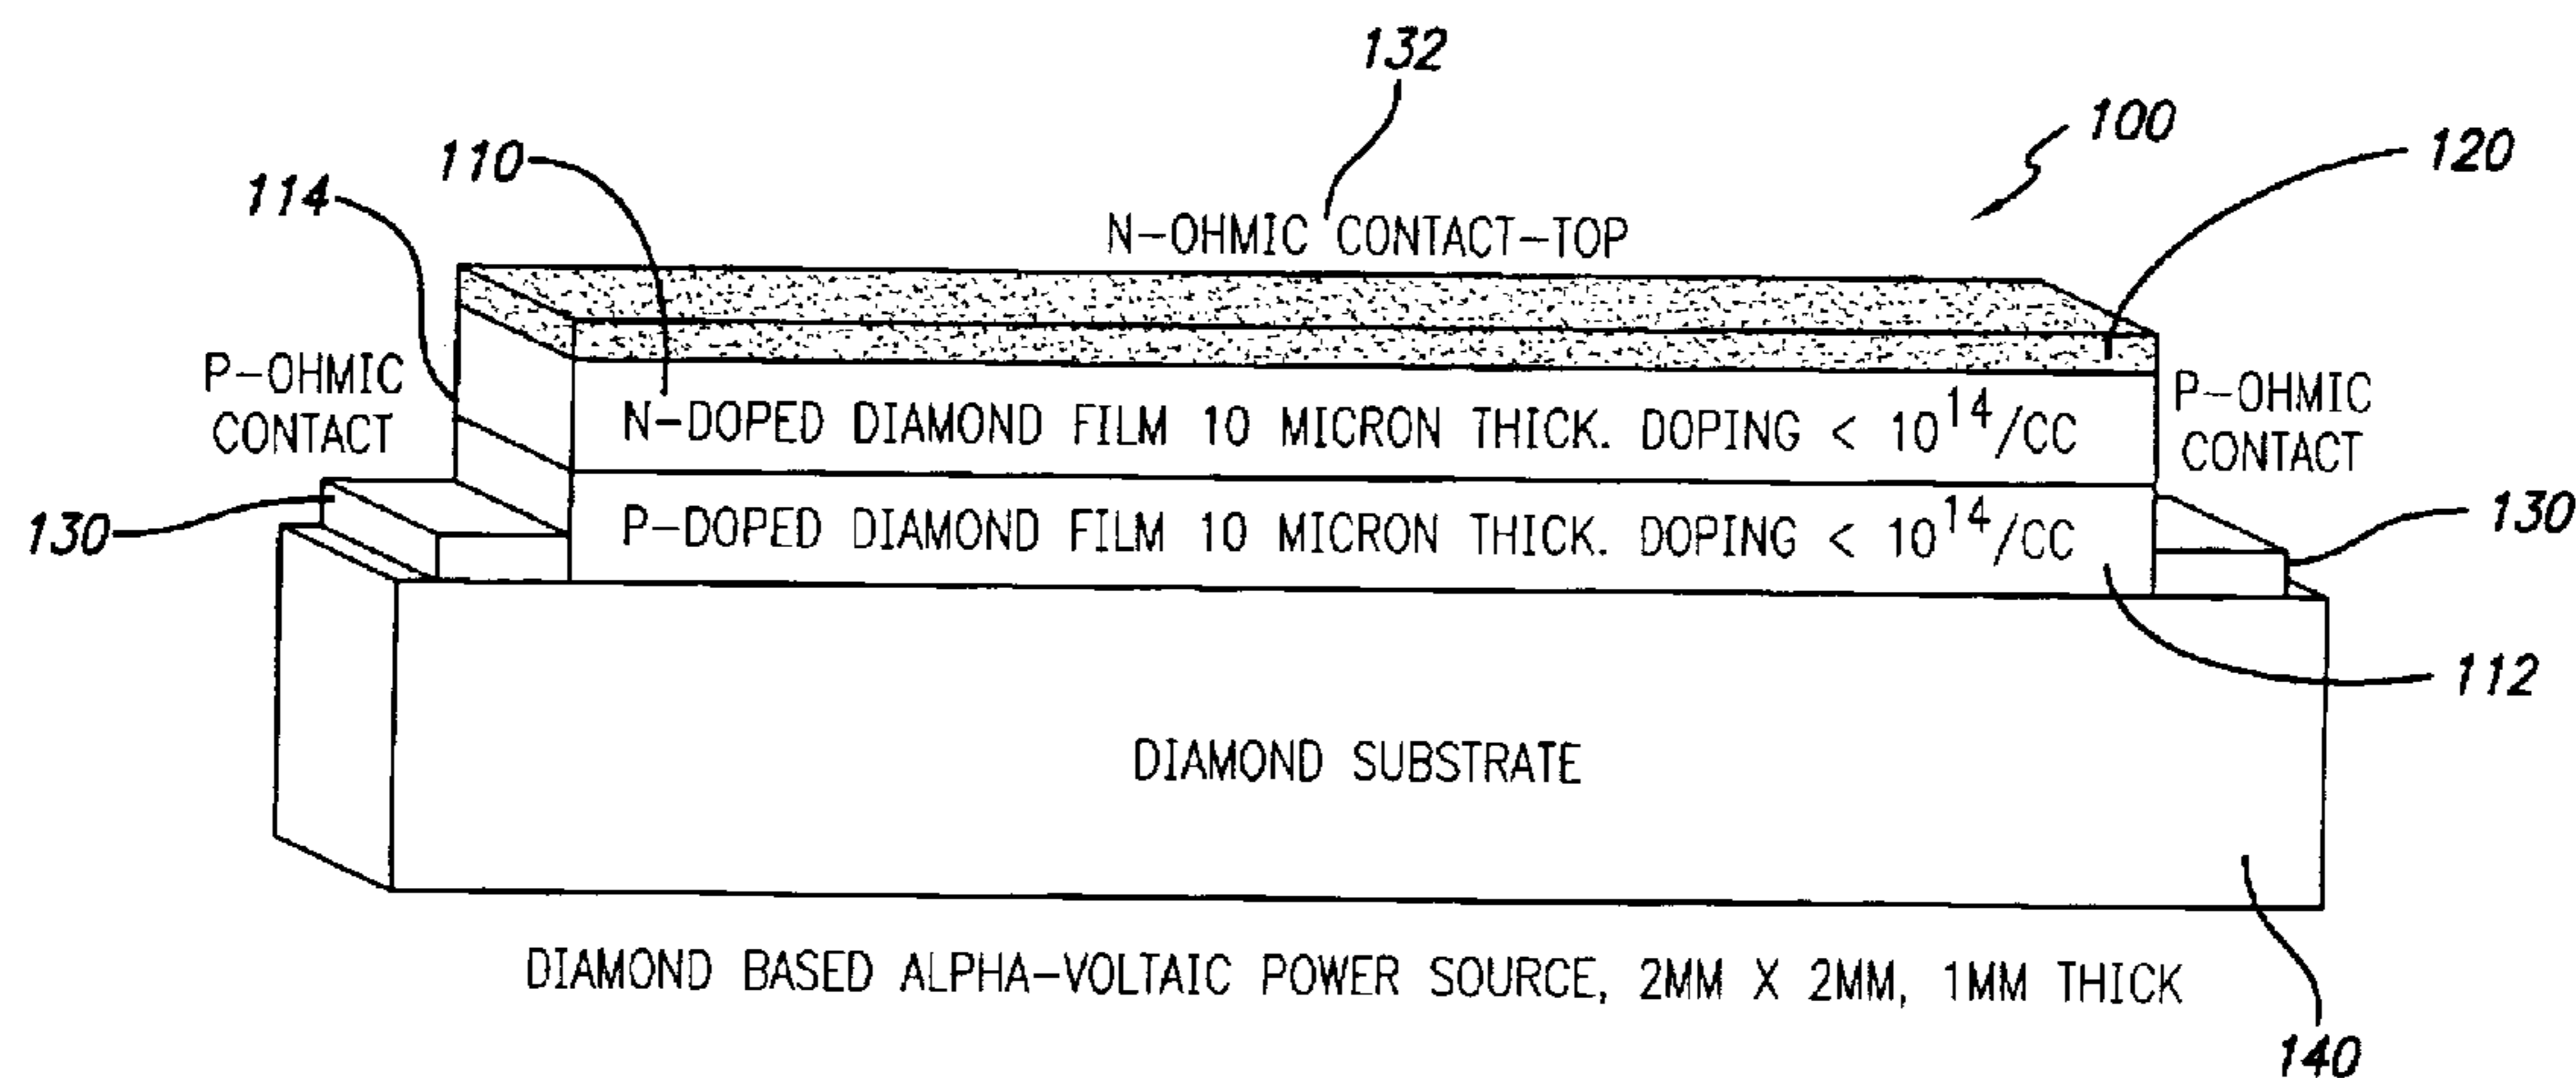 132
100
110
120
114
N-OHMIC CONTACT-TOP
P-OHMIC
CONTACT
N-DOPED DIAMOND FILM 10 MICRON THICK. DOPING < 10^14/CC
P-OHMIC
CONTACT
130
P-DOPED DIAMOND FILM 10 MICRON THICK. DOPING < 10^14/CC
130
112
DIAMOND SUBSTRATE
DIAMOND BASED ALPHA-VOLTAIC POWER SOURCE, 2MM X 2MM, 1MM THICK
140